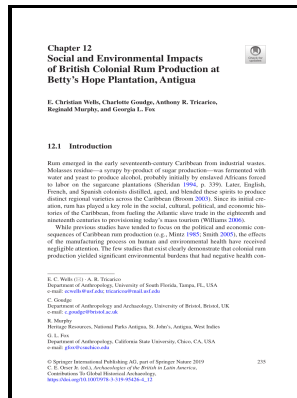 Chapter 12
Social and Environmental Impacts
of British Colonial Rum Production at
Betty's Hope Plantation, Antigua
E. Christian Wells, Charlotte Goudge, Anthony R. Tricarico,
Reginald Murphy, and Georgia L. Fox
12.1 Introduction
Rum emerged in the early seventeenth-century Caribbean from industrial wastes.
Molasses residue—a syrupy by-product of sugar production—was fermented with
water and yeast to produce alcohol, probably initially by enslaved Africans forced
to labor on the sugarcane plantations (Sheridan 1994, p. 339). Later, English,
French, and Spanish colonists distilled, aged, and blended these spirits to produce
distinct regional varieties across the Caribbean (Broom 2003). Since its initial cre-
ation, rum has played a key role in the social, cultural, political, and economic his-
tories of the Caribbean, from fueling the Atlantic slave trade in the eighteenth and
nineteenth centuries to provisioning today's mass tourism (Williams 2006).
While previous studies have tended to focus on the political and economic con-
sequences of Caribbean rum production (e.g., Mintz 1985; Smith 2005), the effects
of the manufacturing process on human and environmental health have received
negligible attention. The few studies that exist clearly demonstrate that colonial rum
production yielded significant environmental burdens that had negative health con-
E. C. Wells (✉) · A. R. Tricarico
Department of Anthropology, University of South Florida, Tampa, FL, USA
e-mail: ecwells@usf.edu; tricaricoa@mail.usf.edu
C. Goudge
Department of Anthropology and Archaeology, University of Bristol, Bristol, UK
e-mail: c.goudge@bristol.ac.uk
R. Murphy
Heritage Resources, National Parks Antigua, St. John's, Antigua, West Indies
G. L. Fox
Department of Anthropology, California State University, Chico, CA, USA
e-mail: gfox@csuchico.edu
© Springer International Publishing AG, part of Springer Nature 2019
235
C. E. Orser Jr. (ed.), Archaeologies of the British in Latin America,
Contributions To Global Historical Archaeology,
https://doi.org/10.1007/978-3-319-95426-4_12